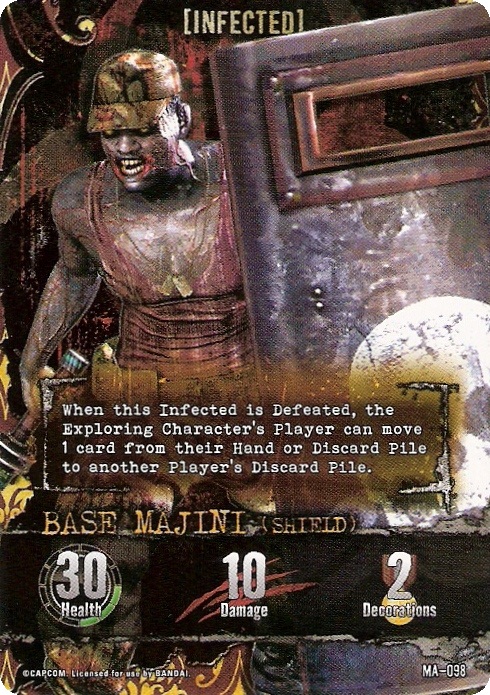 [INFECTED]
When this Infected is Defeated, the
Exploring Character's Player can move
1 card from their Hand or Discard Pile
to another Player's Discard Pile.
BASE MAJINI (SHIELD)
30
Health
10
Damage
2
Decorations
©CAPCOM. Licensed for use by BANDAI.
MA-098